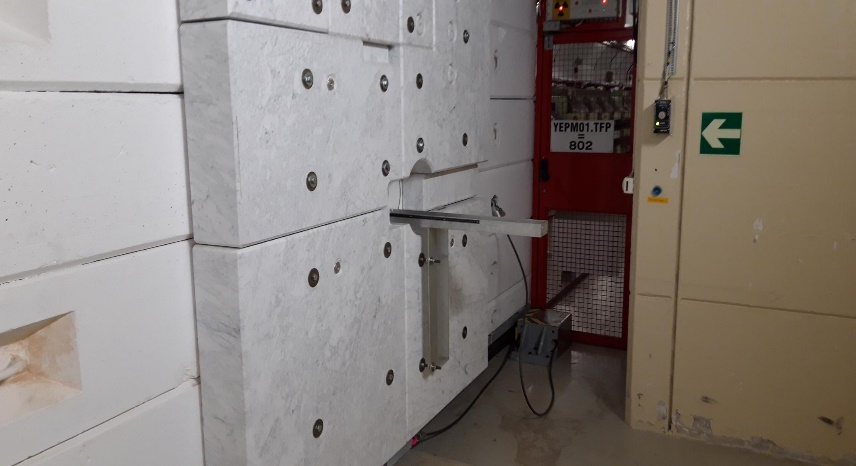 YEPM01.TFP
=
802